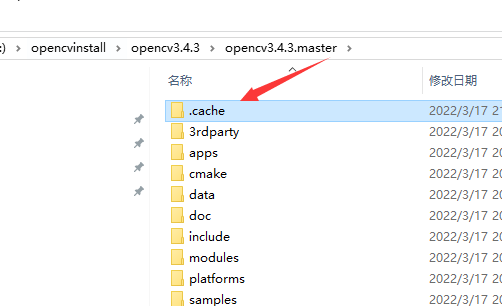 :) > opencvinstall > opencv3.4.3 > opencv3.4.3.master >
名称 修改日期
.cache 2022/3/17 2
3rdparty 2022/3/17 20
apps 2022/3/17 20
cmake 2022/3/17 20
data 2022/3/17 20
doc 2022/3/17 20
include 2022/3/17 20
modules 2022/3/17 20
platforms 2022/3/17 20
samples 2022/3/17 20